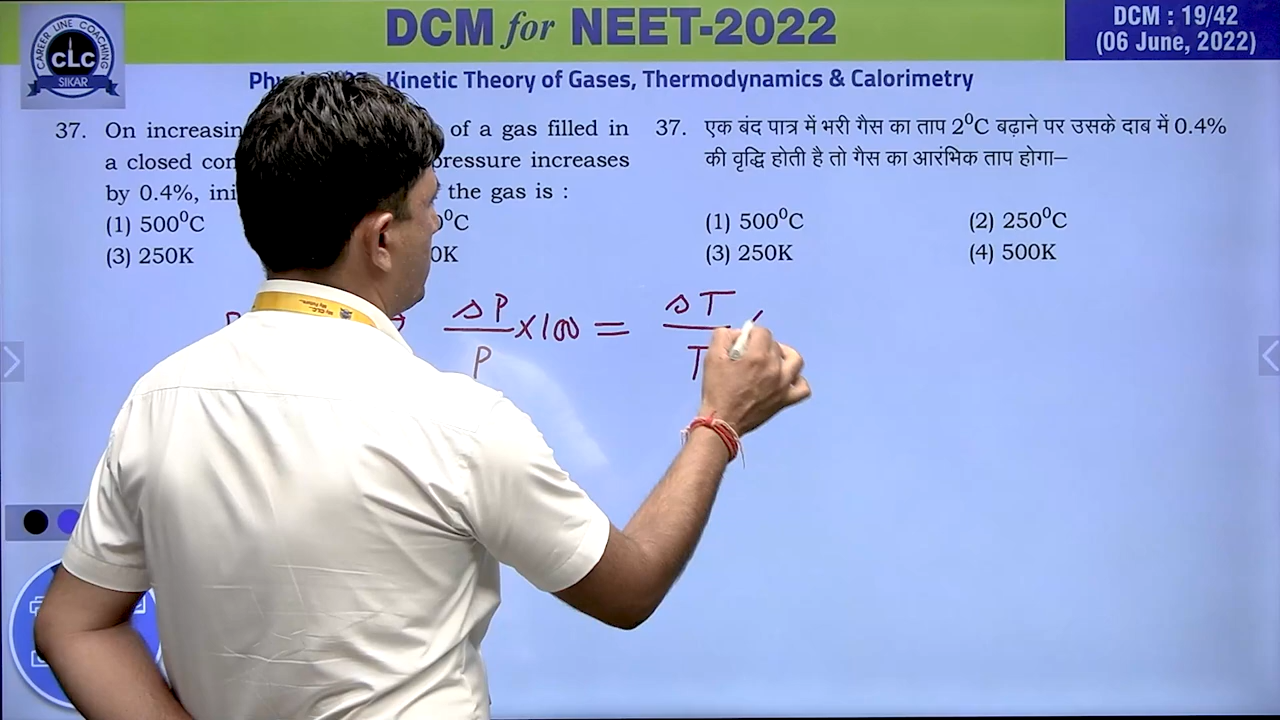 DCM for NEET-2022
DCM : 19/42
(06 June, 2022)
CAREER LINE COACHING
CLC
SIKAR
Kinetic Theory of Gases, Thermodynamics & Calorimetry
37. On increasin of a gas filled in
a closed con pressure increases
by 0.4%, ini the gas is :
(1) 500⁰C ⁰C
(3) 250K 0K
37. एक बंद पात्र में भरी गैस का ताप 2⁰C बढ़ाने पर उसके दाब में 0.4%
की वृद्धि होती है तो गैस का आरंभिक ताप होगा–
(1) 500⁰C (2) 250⁰C
(3) 250K (4) 500K
ΔP/P ×100 = ΔT/T